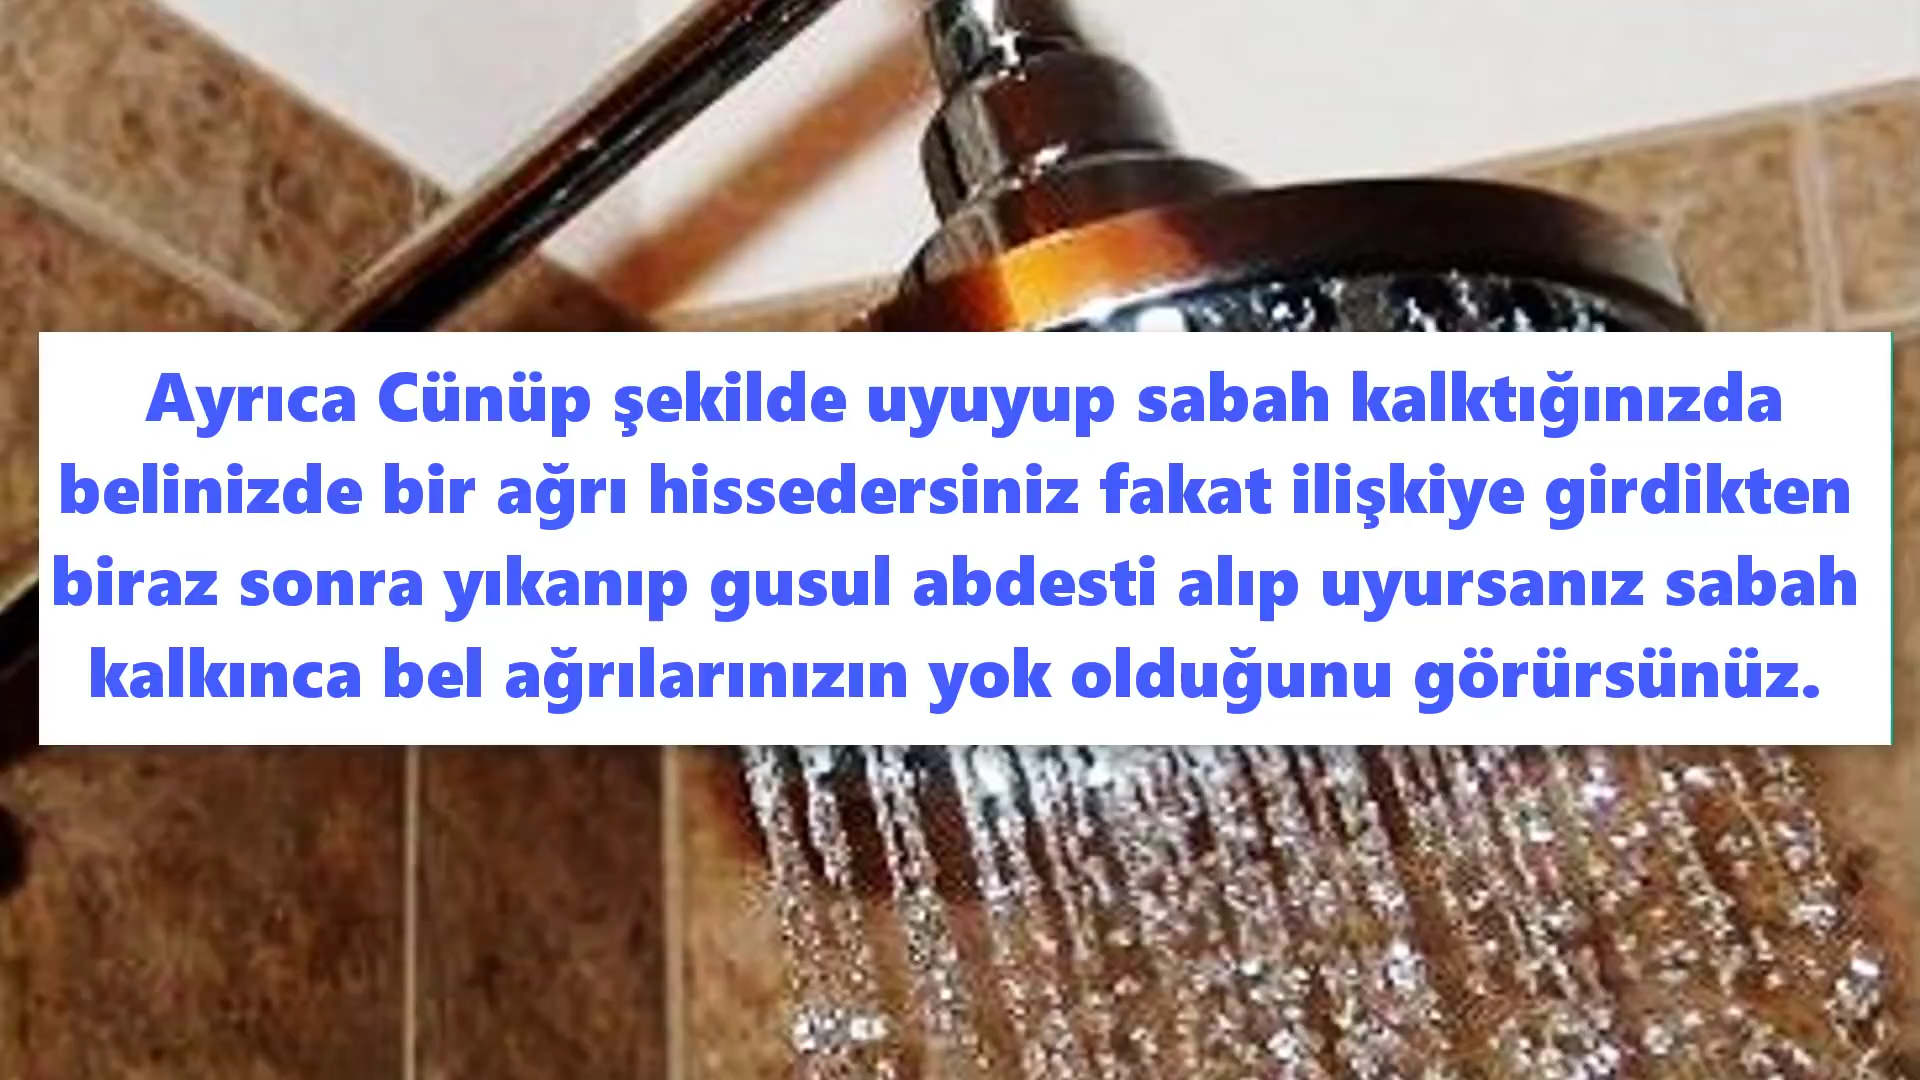 Ayrıca Cünüp şekilde uyuyup sabah kalktığınızda
belinizde bir ağrı hissedersiniz fakat ilişkiye girdikten
biraz sonra yıkanıp gusul abdesti alıp uyursanız sabah
kalkınca bel ağrılarınızın yok olduğunu görürsünüz.